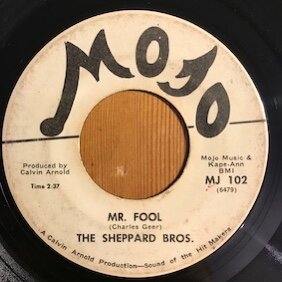 MOJO
Produced by
Calvin Arnold
Time 2:37
Mojo Music &
Kape-Ann
BMI
MJ 102
(6479)
MR. FOOL
(Charles Geer)
THE SHEPPARD BROS.
A Calvin Arnold Production—Sound of the Hit Makers